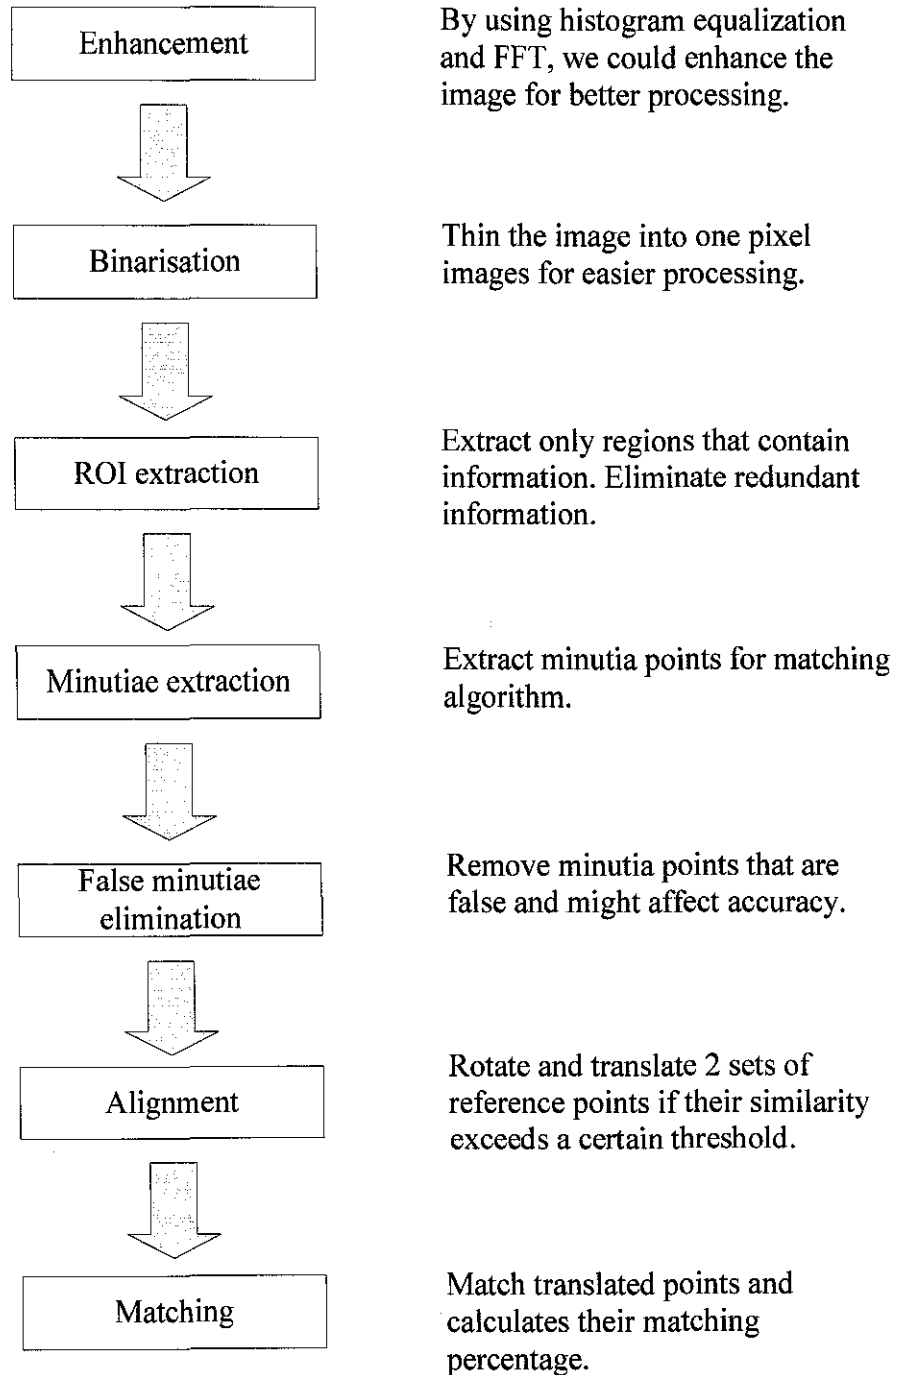 Enhancement
By using histogram equalization
and FFT, we could enhance the
image for better processing.
Binarisation
Thin the image into one pixel
images for easier processing.
ROI extraction
Extract only regions that contain
information. Eliminate redundant
information.
Minutiae extraction
Extract minutia points for matching
algorithm.
False minutiae
elimination
Remove minutia points that are
false and might affect accuracy.
Alignment
Rotate and translate 2 sets of
reference points if their similarity
exceeds a certain threshold.
Matching
Match translated points and
calculates their matching
percentage.